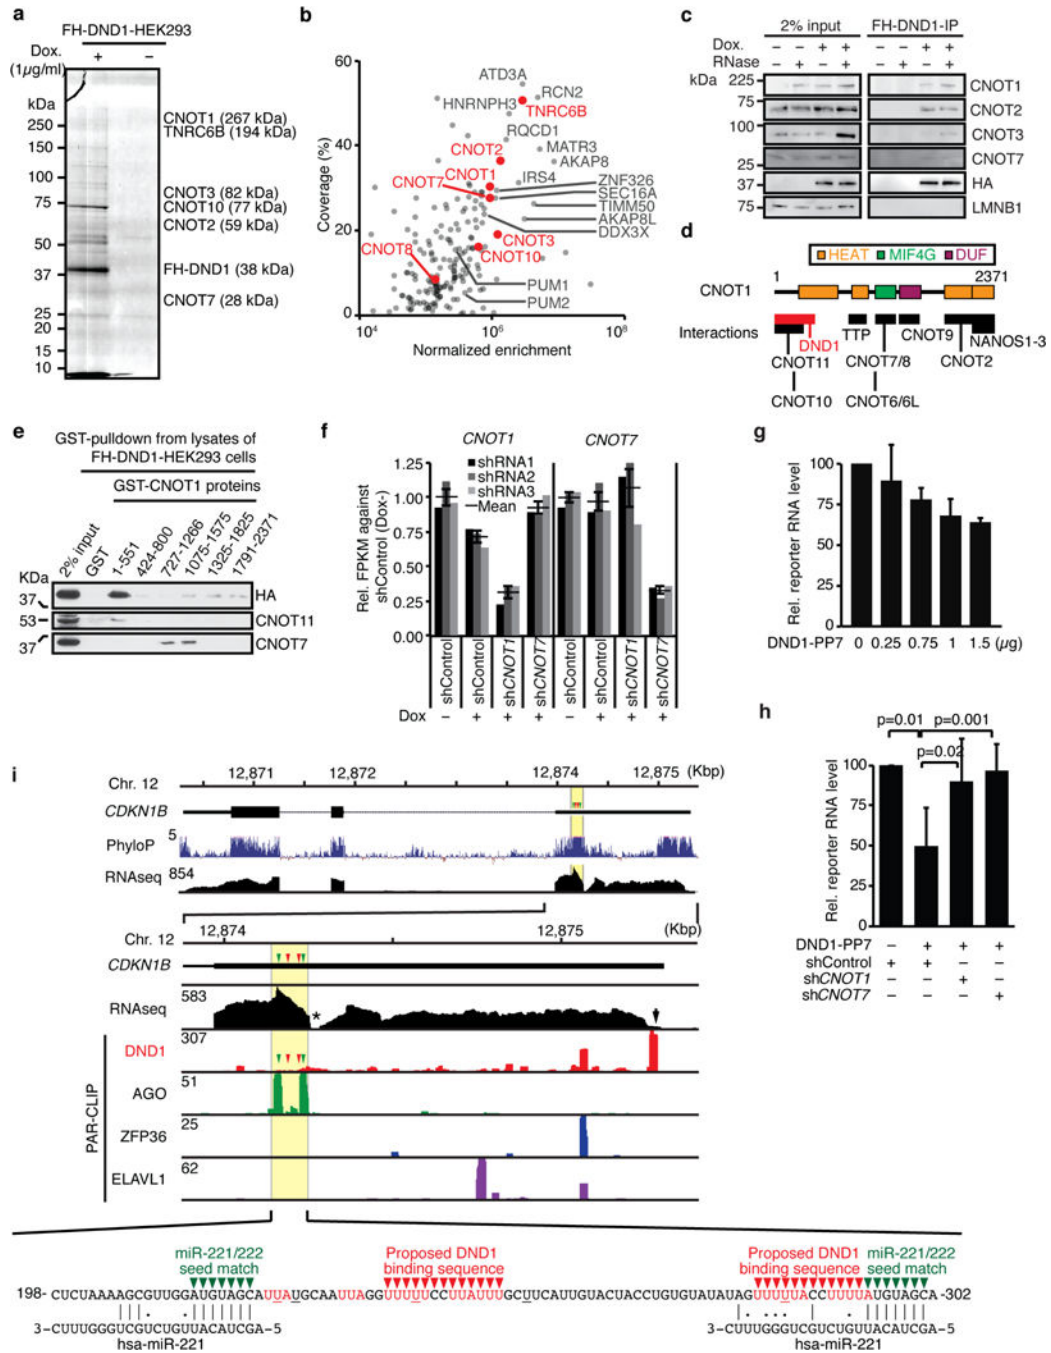 a
FH-DND1-HEK293
Dox. + –
(1µg/ml)
kDa
250
150
100
75
50
37
25
20
15
10
CNOT1 (267 kDa)
TNRC6B (194 kDa)
CNOT3 (82 kDa)
CNOT10 (77 kDa)
CNOT2 (59 kDa)
FH-DND1 (38 kDa)
CNOT7 (28 kDa)
b
Coverage (%)
60
40
20
0
10^4 10^6 10^8
Normalized enrichment
ATD3A
RCN2
HNRNPH3
TNRC6B
RQCD1
CNOT2
MATR3
AKAP8
CNOT1
CNOT7
IRS4
ZNF326
SEC16A
TIMM50
AKAP8L
DDX3X
CNOT3
CNOT8
CNOT10
PUM1
PUM2
c
2% input FH-DND1-IP
Dox. – – + + – – + +
RNase – + – + – + – +
kDa
225 CNOT1
75 CNOT2
100 CNOT3
25 CNOT7
37 HA
75 LMNB1
d
HEAT MIF4G DUF
1 2371
CNOT1
Interactions
DND1
TTP
CNOT9
NANOS1-3
CNOT11
CNOT7/8
CNOT2
CNOT10
CNOT6/6L
e
GST-pulldown from lysates of
FH-DND1-HEK293 cells
GST-CNOT1 proteins
2% input GST 1-551 424-800 727-1266 1075-1575 1325-1825 1791-2371
KDa
37 HA
53 CNOT11
37 CNOT7
f
CNOT1 CNOT7
shRNA1
shRNA2
shRNA3
Mean
Rel. FPKM against
shControl (Dox-)
1.25
1.00
0.75
0.50
0.25
0.00
shControl shControl shCNOT1 shCNOT7 shControl shControl shCNOT1 shCNOT7
Dox – + + + – + + +
g
Rel. reporter RNA level
100
75
50
25
0
DND1-PP7 0 0.25 0.75 1 1.5 (µg)
h
p=0.01 p=0.001
p=0.02
Rel. reporter RNA level
100
75
50
25
0
DND1-PP7 – + + +
shControl + + – –
shCNOT1 – – + –
shCNOT7 – – – +
i
Chr. 12 12,871 12,872 12,874 12,875 (Kbp)
CDKN1B
PhyloP 5
RNAseq 854
Chr. 12 12,874 12,875 (Kbp)
CDKN1B
RNAseq 583
*
PAR-CLIP
DND1 307
AGO 51
ZFP36 25
ELAVL1 62
miR-221/222
seed match
Proposed DND1
binding sequence
Proposed DND1
binding sequence
miR-221/222
seed match
198- CUCUAAAAGCGUUGGAUGUAGCAUUAUGCAAUUAGGUUUUUCCUUAUUUGCUUCAUUGUACUACCUGUGUAUAUAGUUUUUACCUUUUAUGUAGCA -302
3-CUUUGGGUCGUCUGUUACAUCGA-5 3-CUUUGGGUCGUCUGUUACAUCGA-5
hsa-miR-221 hsa-miR-221